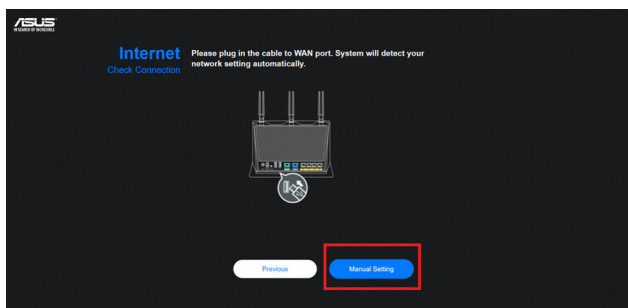 ASUS
IN SEARCH OF INCREDIBLE
Internet
Check Connection
Please plug in the cable to WAN port. System will detect your
network setting automatically.
Previous
Manual Setting